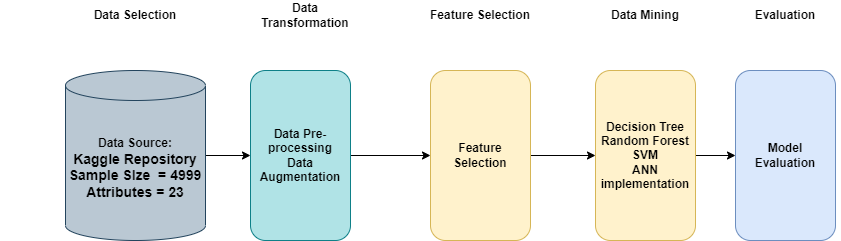 Data Selection
Data
Transformation
Feature Selection
Data Mining
Evaluation
Data Source:
Kaggle Repository
Sample Size = 4999
Attributes = 23
Data Pre-
processing
Data
Augmentation
Feature
Selection
Decision Tree
Random Forest
SVM
ANN
implementation
Model
Evaluation